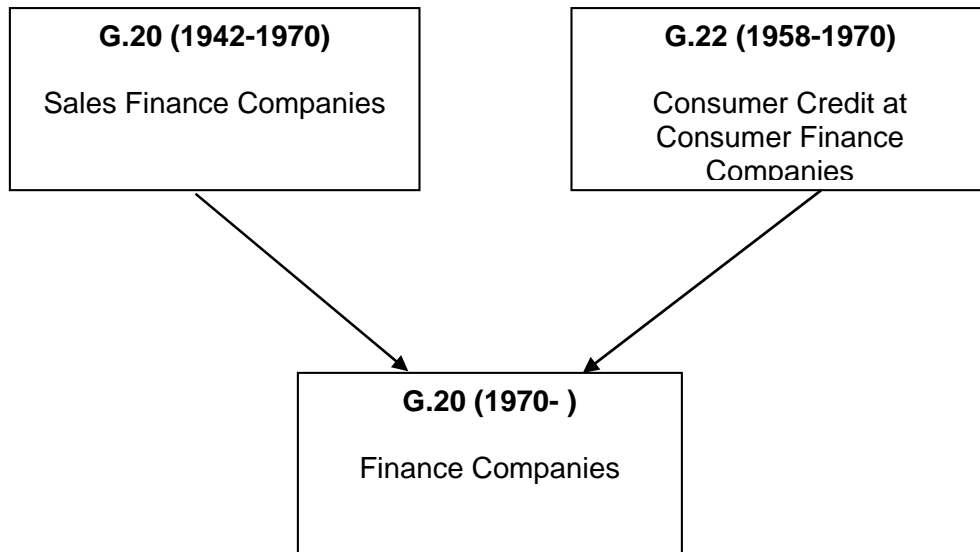 G.20 (1942-1970)
Sales Finance Companies
G.22 (1958-1970)
Consumer Credit at
Consumer Finance
Companies
G.20 (1970- )
Finance Companies